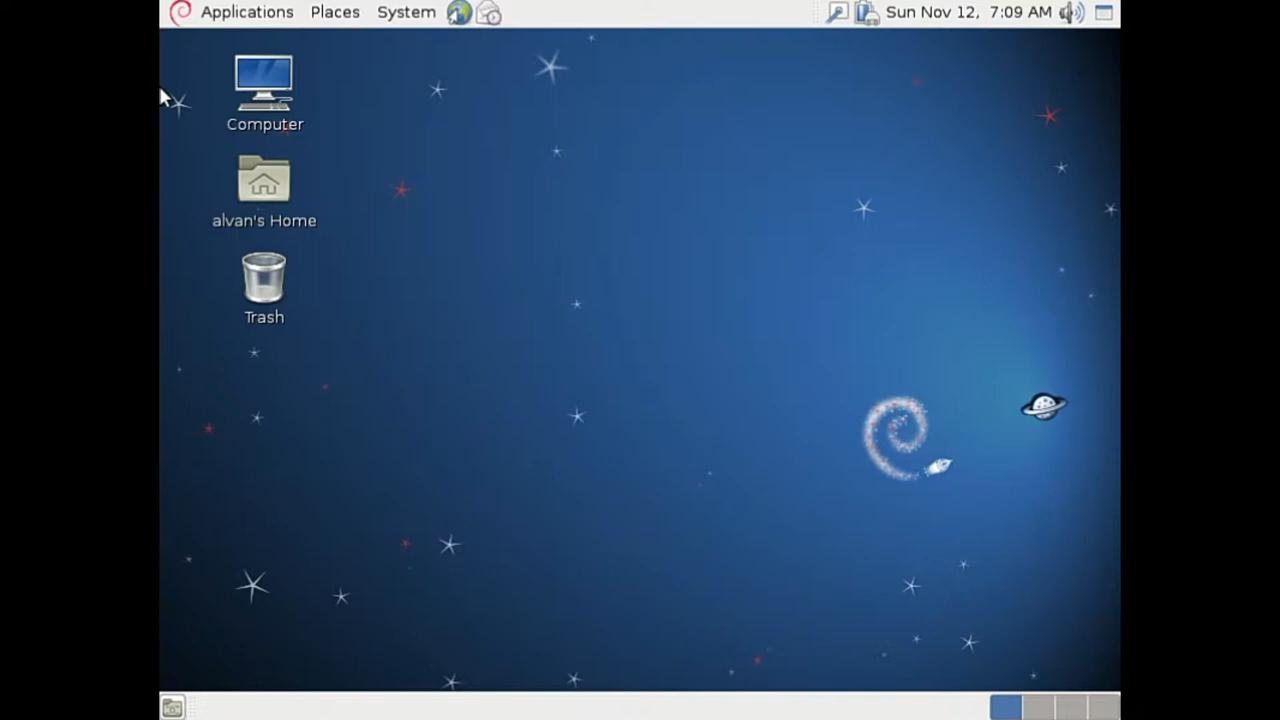 Applications Places System Sun Nov 12, 7:09 AM
Computer
alvan's Home
Trash